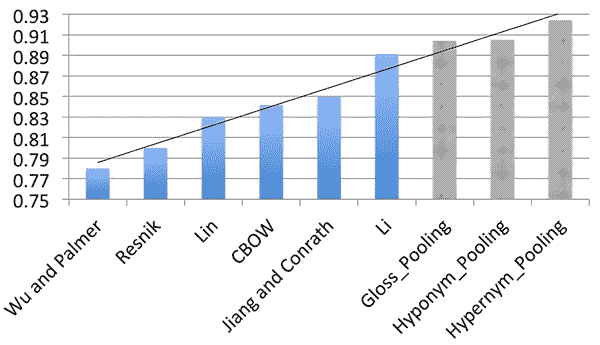 0.93
0.91
0.89
0.87
0.85
0.83
0.81
0.79
0.77
0.75
Wu and Palmer
Resnik
Lin
CBOW
Jiang and Conrath
Li
Gloss_Pooling
Hyponym_Pooling
Hypernym_Pooling